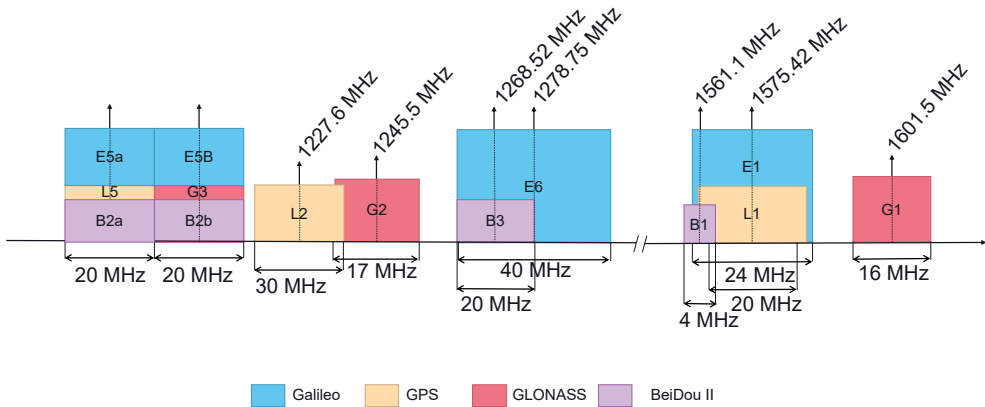 1268.52 MHz
1278.75 MHz
1561.1 MHz
1575.42 MHz
1227.6 MHz
1245.5 MHz
1601.5 MHz
E5a
E5B
L5
G3
B2a
B2b
L2
G2
E6
B3
E1
L1
B1
G1
20 MHz
20 MHz
30 MHz
17 MHz
40 MHz
20 MHz
24 MHz
20 MHz
4 MHz
16 MHz
Galileo
GPS
GLONASS
BeiDou II